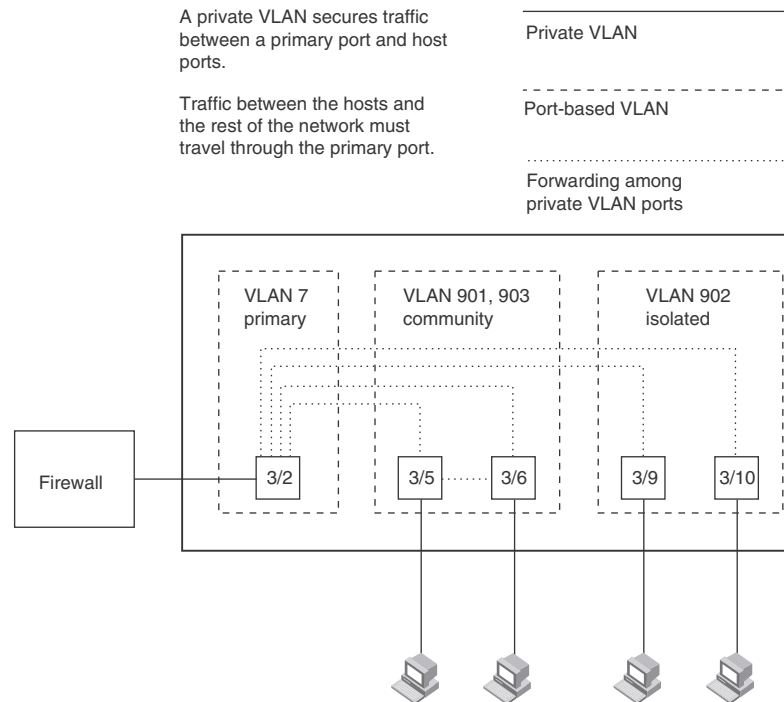 A private VLAN secures traffic
between a primary port and host
ports.
Traffic between the hosts and
the rest of the network must
travel through the primary port.
Private VLAN
Port-based VLAN
Forwarding among
private VLAN ports
VLAN 7
primary
VLAN 901, 903
community
VLAN 902
isolated
Firewall
3/2
3/5
3/6
3/9
3/10